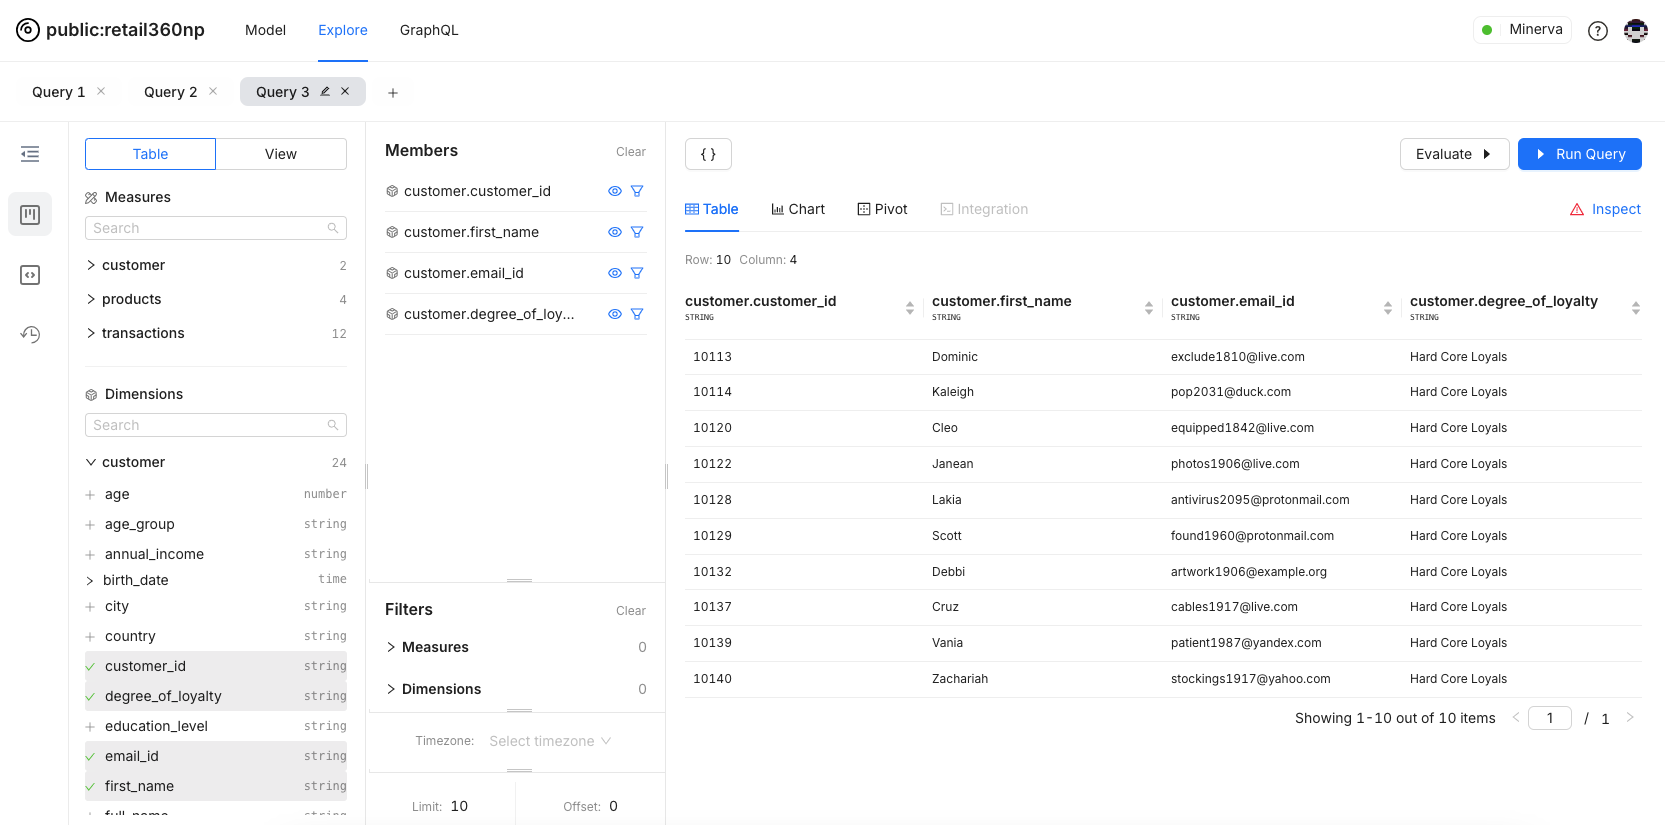 public:retail360np
Model
Explore
GraphQL
Minerva
Query 1
Query 2
Query 3
Table
View
Measures
Search
customer 2
products 4
transactions 12
Dimensions
Search
customer 24
age number
age_group string
annual_income string
birth_date time
city string
country string
customer_id string
degree_of_loyalty string
education_level string
email_id string
first_name string
full_name string
Members Clear
customer.customer_id
customer.first_name
customer.email_id
customer.degree_of_loy...
Filters Clear
Measures 0
Dimensions 0
Timezone: Select timezone
Limit: 10 Offset: 0
{ }
Evaluate
Run Query
Table
Chart
Pivot
Integration
Inspect
Row: 10 Column: 4
customer.customer_id customer.first_name customer.email_id customer.degree_of_loyalty
STRING STRING STRING STRING
10113 Dominic exclude1810@live.com Hard Core Loyals
10114 Kaleigh pop2031@duck.com Hard Core Loyals
10120 Cleo equipped1842@live.com Hard Core Loyals
10122 Janean photos1906@live.com Hard Core Loyals
10128 Lakia antivirus2095@protonmail.com Hard Core Loyals
10129 Scott found1960@protonmail.com Hard Core Loyals
10132 Debbi artwork1906@example.org Hard Core Loyals
10137 Cruz cables1917@live.com Hard Core Loyals
10139 Vania patient1987@yandex.com Hard Core Loyals
10140 Zachariah stockings1917@yahoo.com Hard Core Loyals
Showing 1-10 out of 10 items 1 / 1